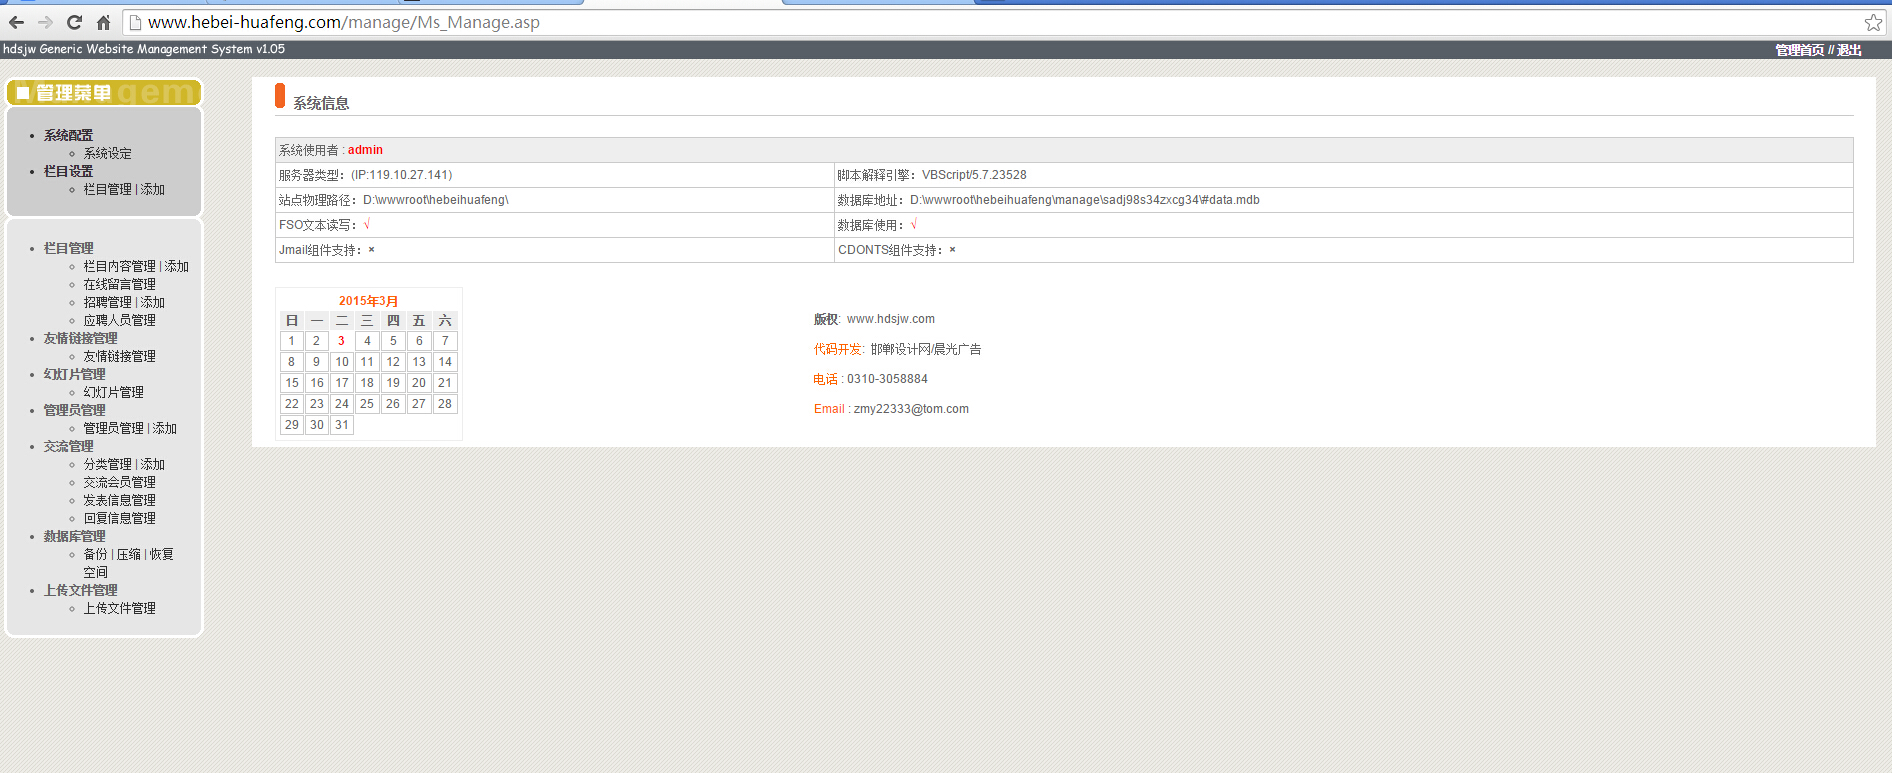 www.hebei-huafeng.com/manage/Ms_Manage.asp
hdsjw Generic Website Management System v1.05
管理首页 // 退出
管理菜单
系统配置
系统设定
栏目设置
栏目管理 | 添加
栏目管理
栏目内容管理 | 添加
在线留言管理
招聘管理 | 添加
应聘人员管理
友情链接管理
友情链接管理
幻灯片管理
幻灯片管理
管理员管理
管理员管理 | 添加
交流管理
分类管理 | 添加
交流会员管理
发表信息管理
回复信息管理
数据库管理
备份 | 压缩 | 恢复
空间
上传文件管理
上传文件管理
系统信息
系统使用者 : admin
服务器类型：(IP:119.10.27.141)
脚本解释引擎：VBScript/5.7.23528
站点物理路径：D:\wwwroot\hebeihuafeng\
数据库地址：D:\wwwroot\hebeihuafeng\manage\sadj98s34zxcg34\#data.mdb
FSO文本读写：√
数据库使用：√
Jmail组件支持：×
CDONTS组件支持：×
2015年3月
日 一 二 三 四 五 六
1 2 3 4 5 6 7
8 9 10 11 12 13 14
15 16 17 18 19 20 21
22 23 24 25 26 27 28
29 30 31
版权: www.hdsjw.com
代码开发: 邯郸设计网/晨光广告
电话 : 0310-3058884
Email : zmy22333@tom.com